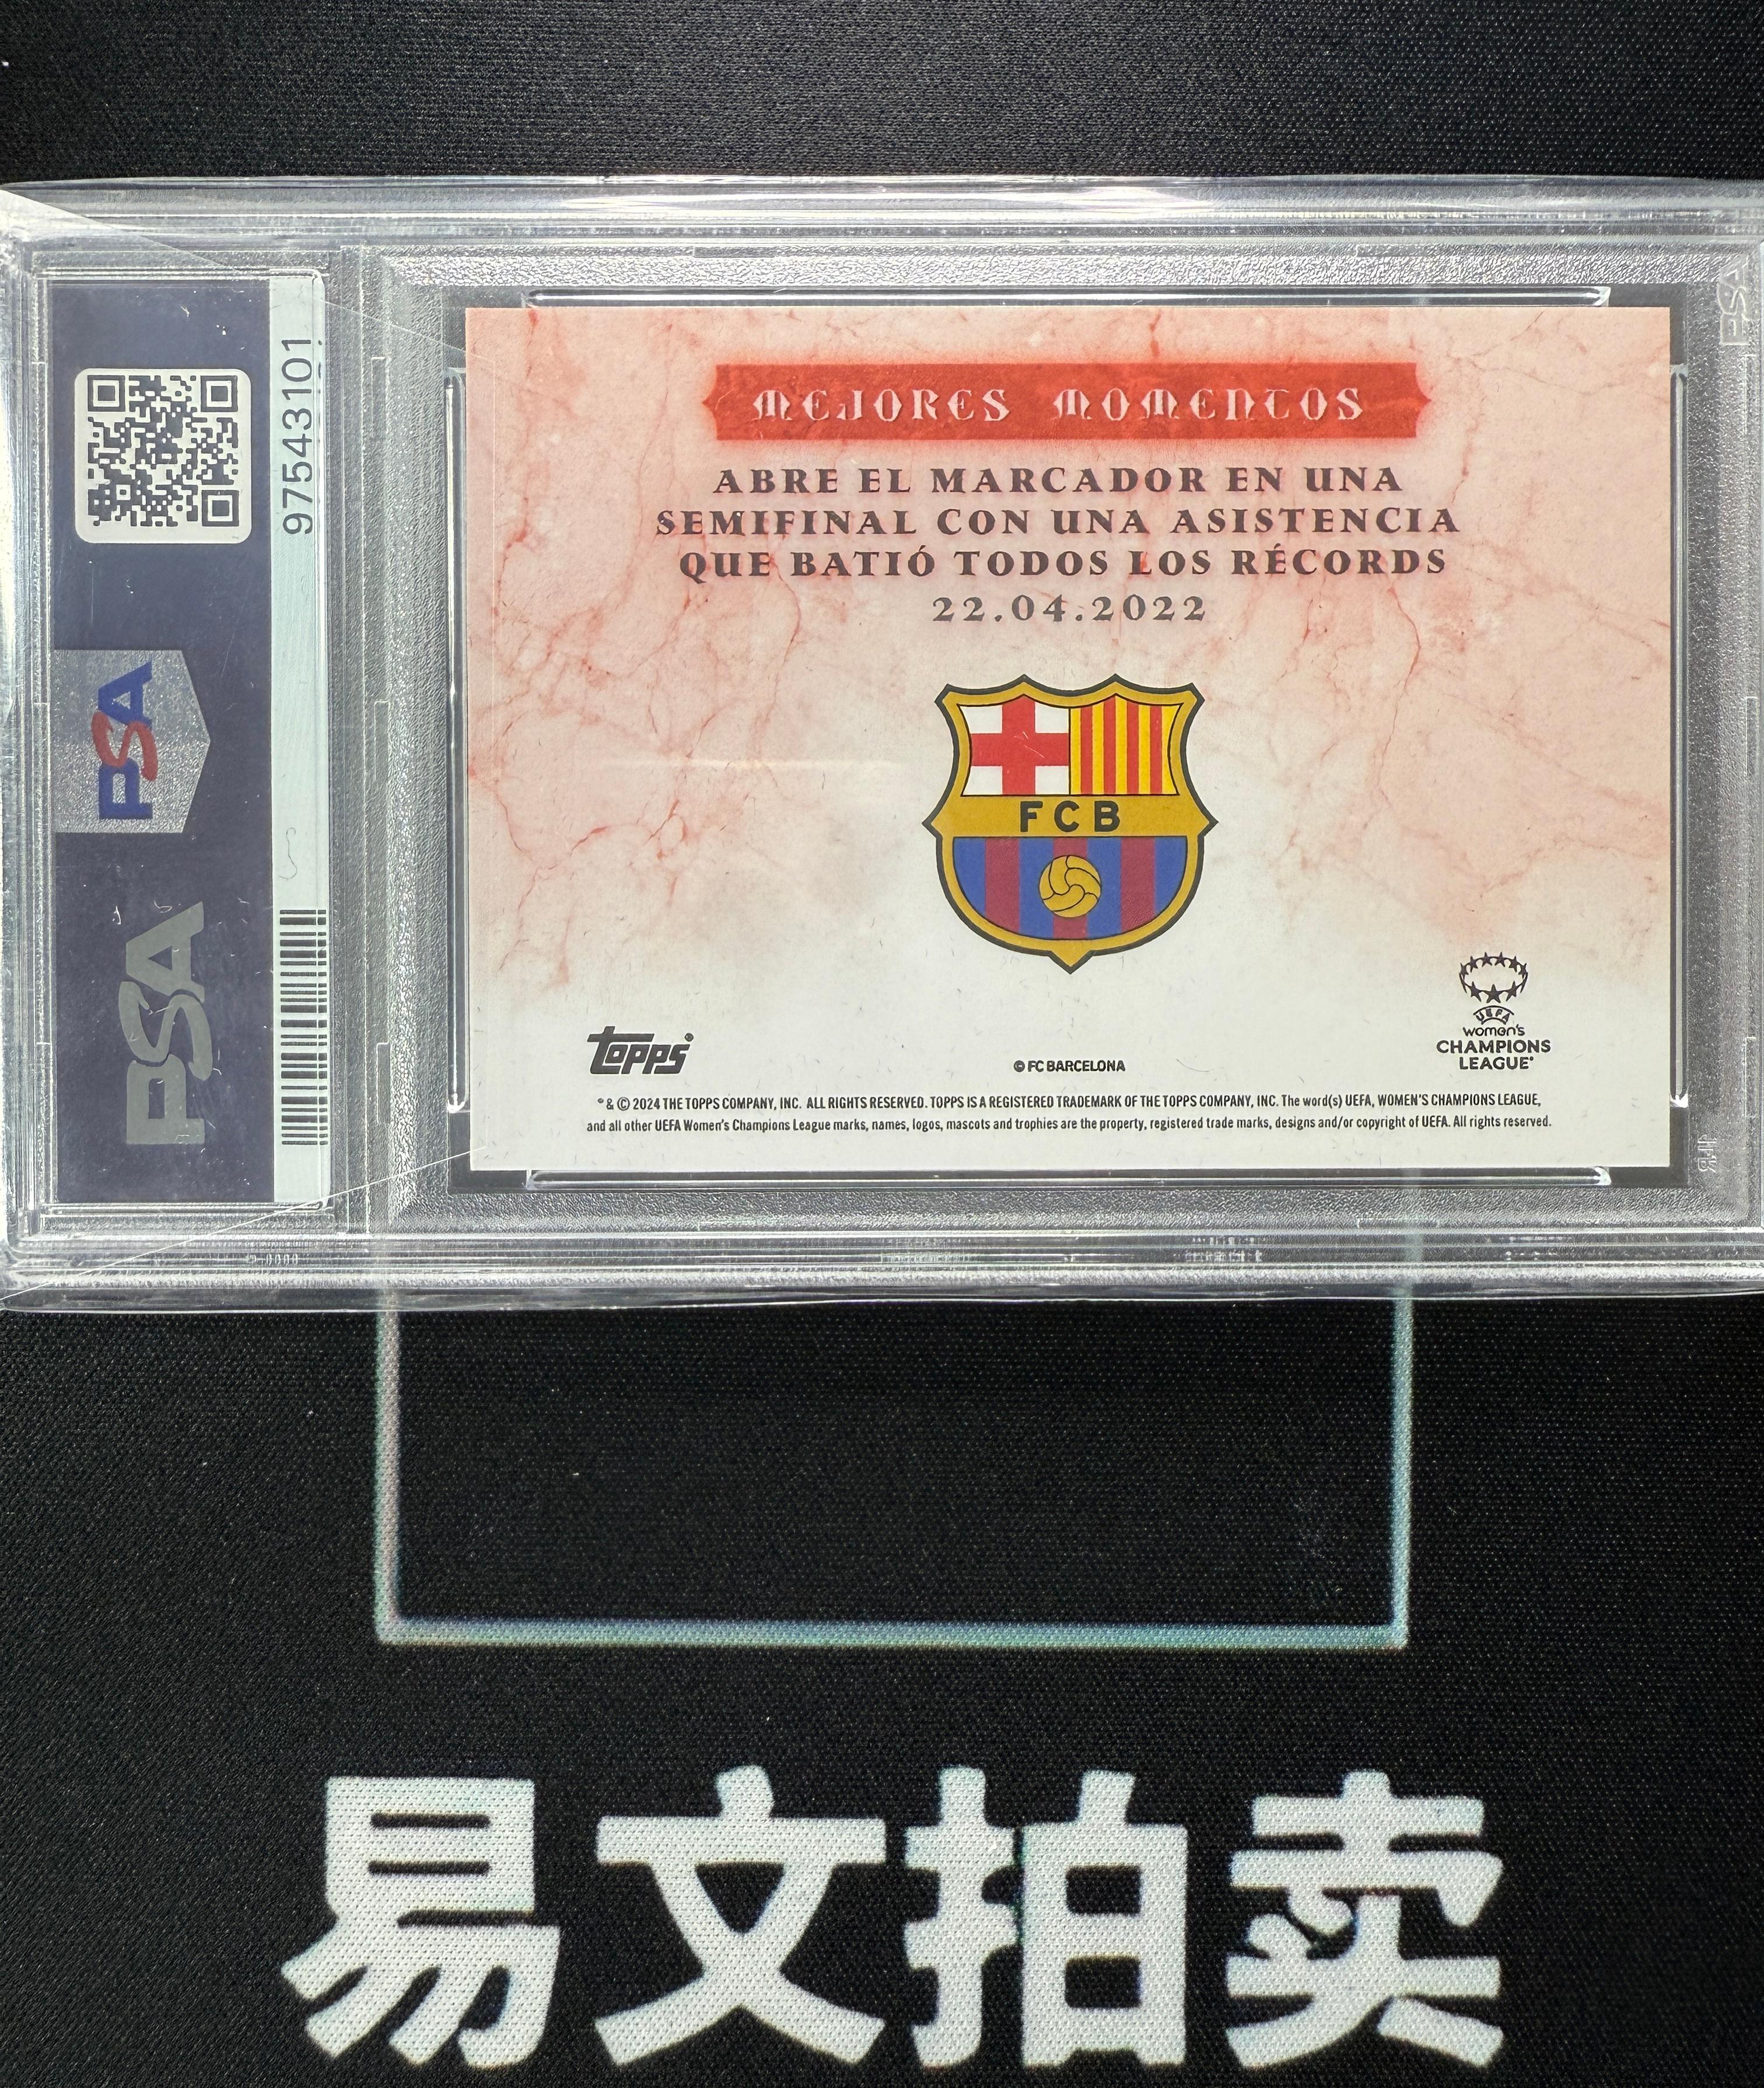 97543101
PSA
PSA
MEJORES MOMENTOS
ABRE EL MARCADOR EN UNA
SEMIFINAL CON UNA ASISTENCIA
QUE BATIÓ TODOS LOS RÉCORDS
22.04.2022
FCB
topps®
© FC BARCELONA
UEFA
women's
CHAMPIONS
LEAGUE®
® & © 2024 THE TOPPS COMPANY, INC. ALL RIGHTS RESERVED. TOPPS IS A REGISTERED TRADEMARK OF THE TOPPS COMPANY, INC. The word(s) UEFA, WOMEN'S CHAMPIONS LEAGUE,
and all other UEFA Women's Champions League marks, names, logos, mascots and trophies are the property, registered trade marks, designs and/or copyright of UEFA. All rights reserved.
PSA
易文拍卖